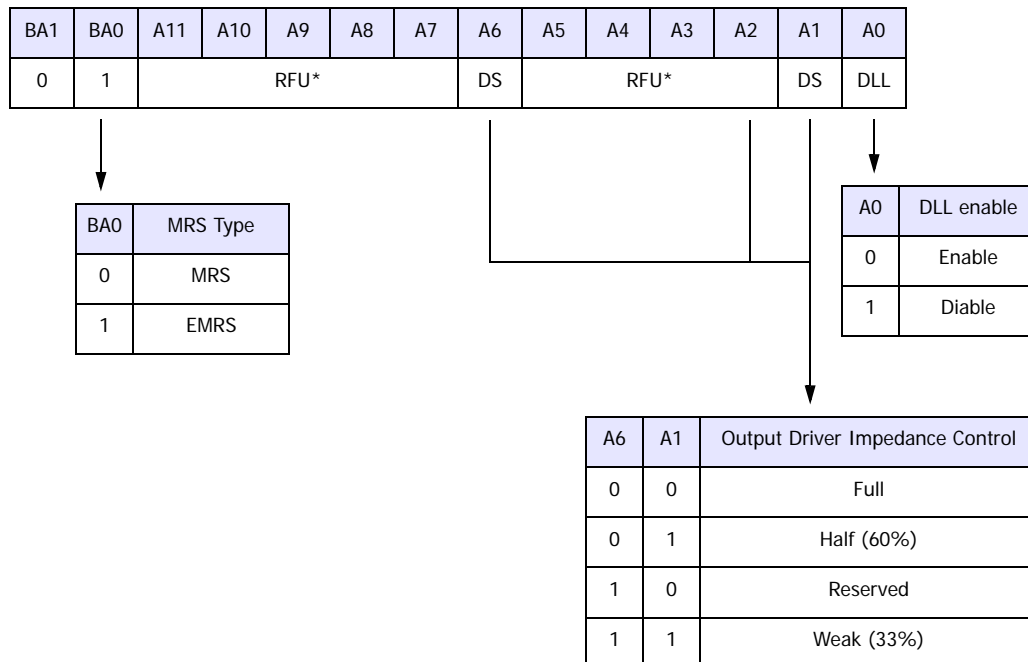 BA1 BA0 A11 A10 A9 A8 A7 A6 A5 A4 A3 A2 A1 A0
0 1 RFU* DS RFU* DS DLL
BA0 MRS Type
0 MRS
1 EMRS
A0 DLL enable
0 Enable
1 Diable
A6 A1 Output Driver Impedance Control
0 0 Full
0 1 Half (60%)
1 0 Reserved
1 1 Weak (33%)